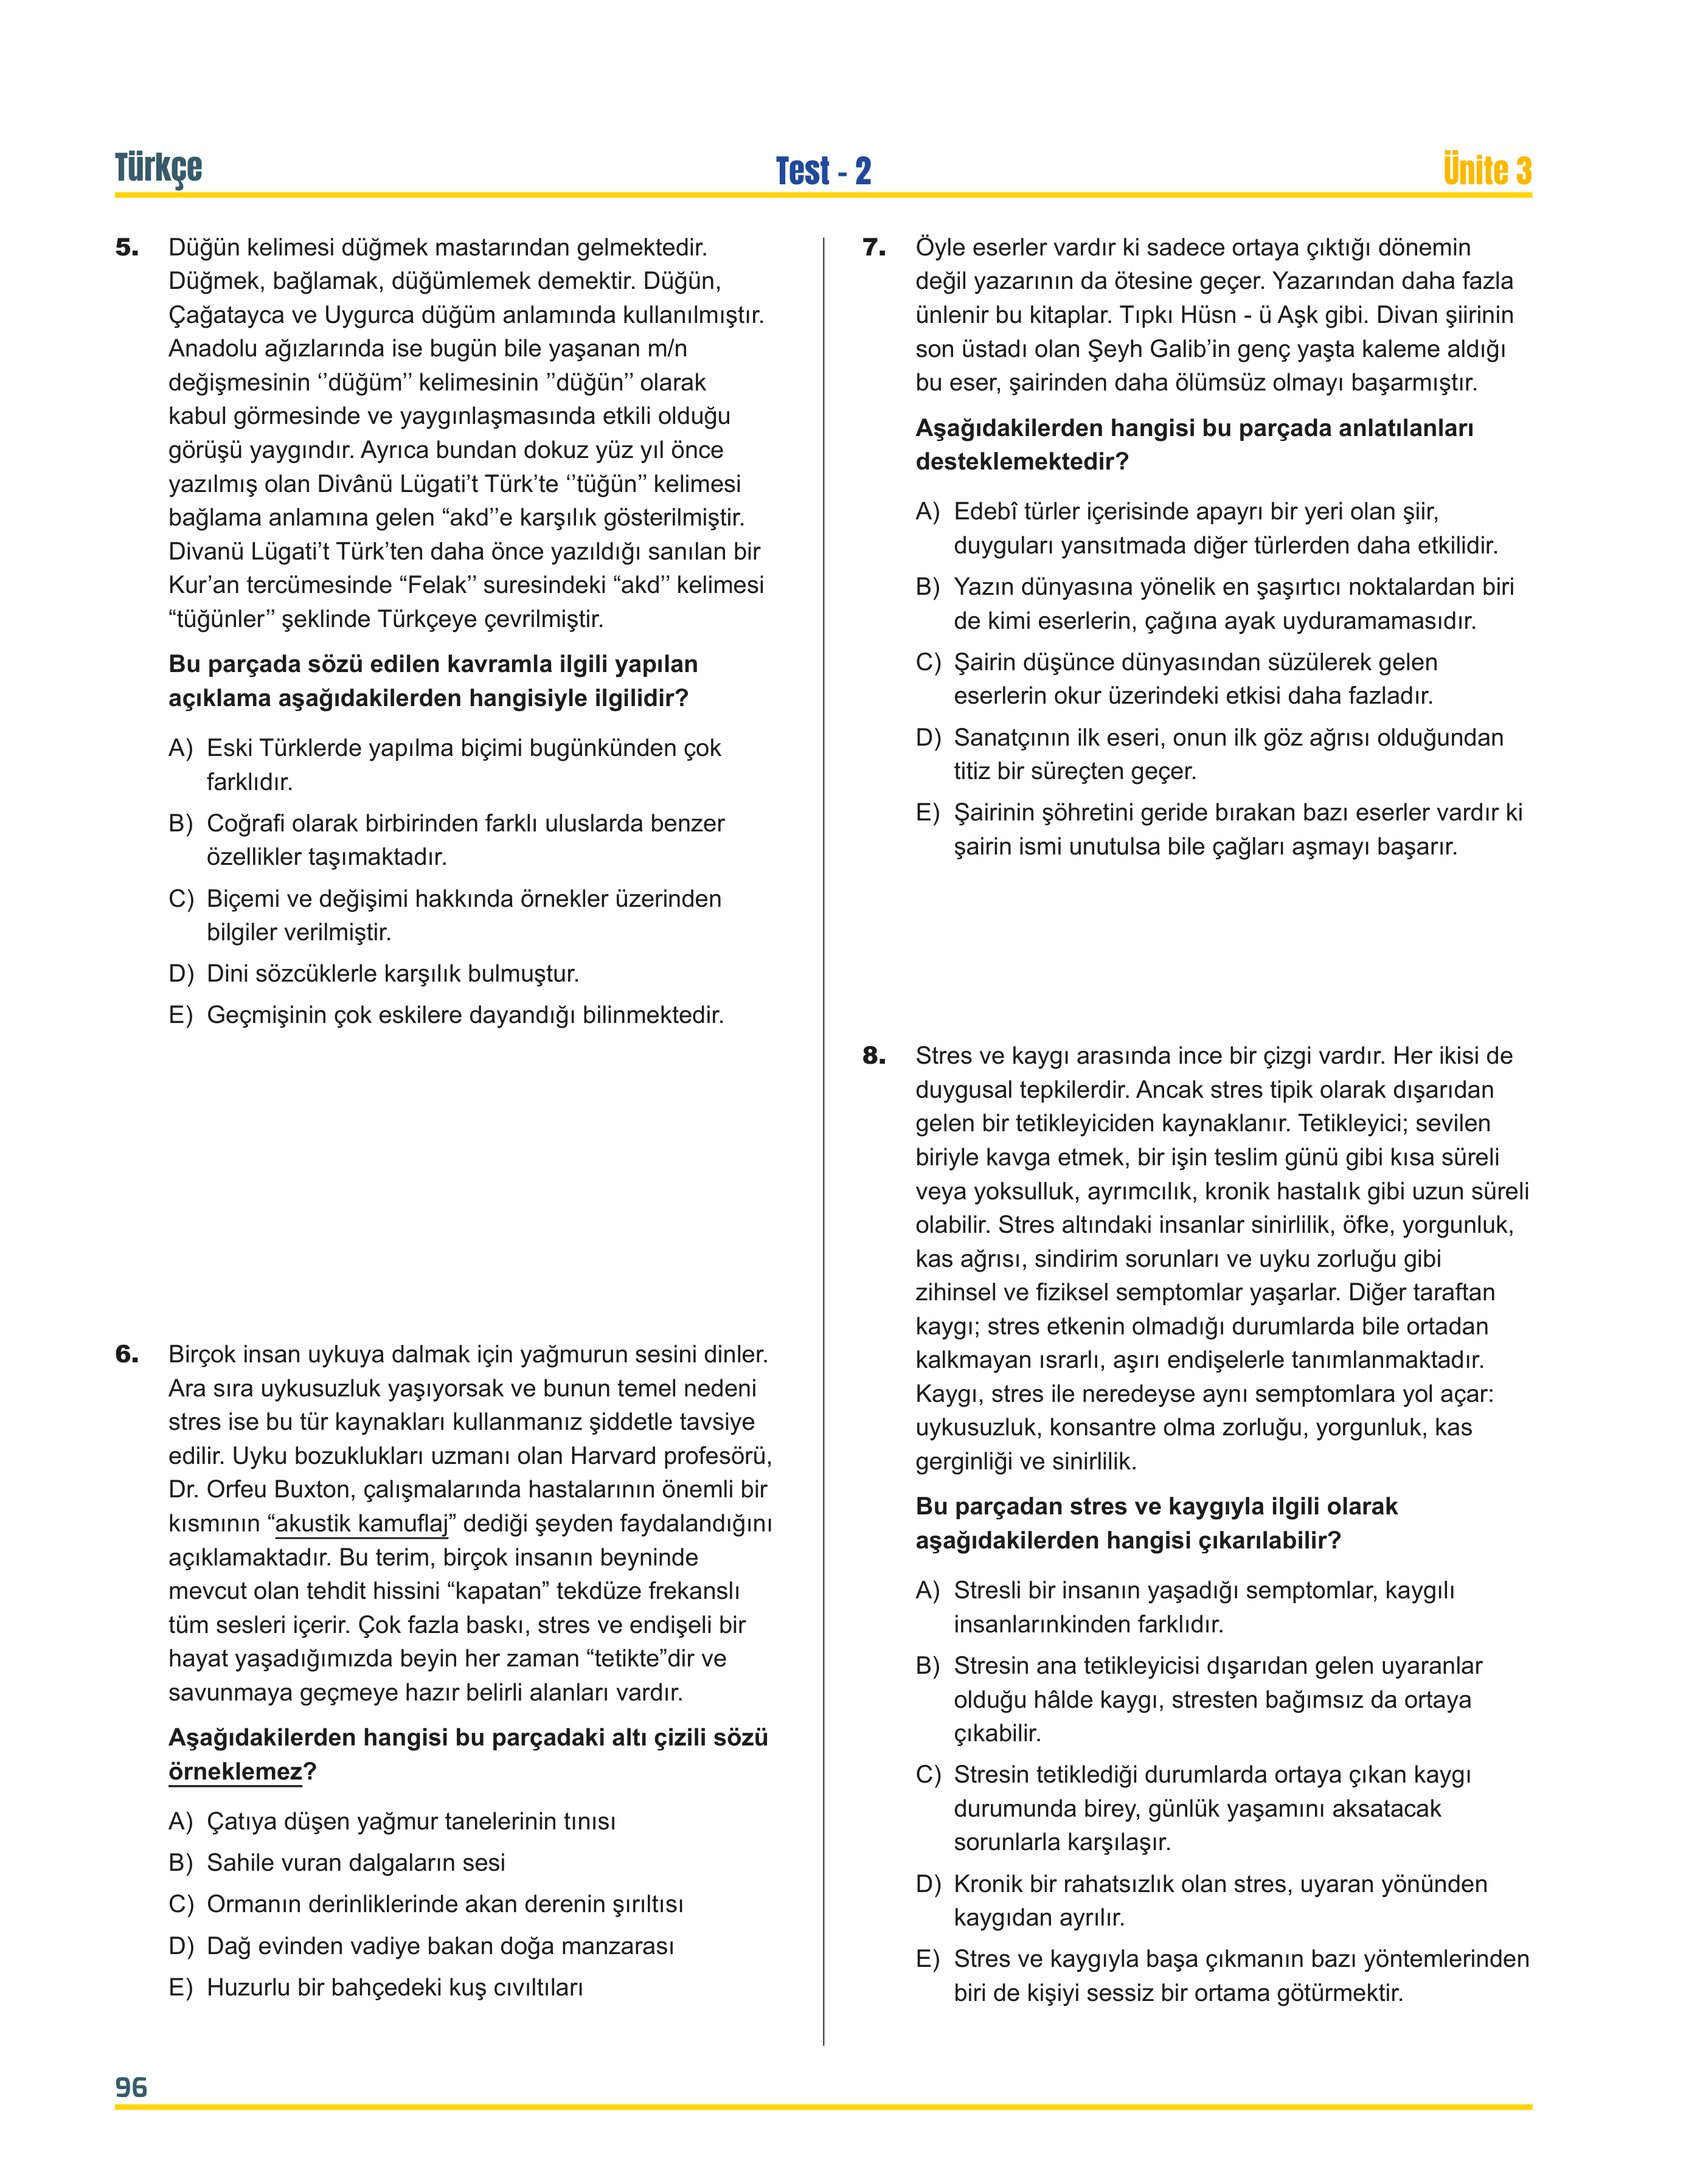 Türkçe
Test - 2
Ünite 3
5. Düğün kelimesi düğmek mastarından gelmektedir.
Düğmek, bağlamak, düğümlemek demektir. Düğün,
Çağatayca ve Uygurca düğüm anlamında kullanılmıştır.
Anadolu ağızlarında ise bugün bile yaşanan m/n
değişmesinin ‘’düğüm’’ kelimesinin ’’düğün’’ olarak
kabul görmesinde ve yaygınlaşmasında etkili olduğu
görüşü yaygındır. Ayrıca bundan dokuz yüz yıl önce
yazılmış olan Divânü Lügati’t Türk’te ‘’tüğün’’ kelimesi
bağlama anlamına gelen “akd’’e karşılık gösterilmiştir.
Divanü Lügati’t Türk’ten daha önce yazıldığı sanılan bir
Kur’an tercümesinde “Felak’’ suresindeki “akd’’ kelimesi
“tüğünler’’ şeklinde Türkçeye çevrilmiştir.
Bu parçada sözü edilen kavramla ilgili yapılan
açıklama aşağıdakilerden hangisiyle ilgilidir?
A) Eski Türklerde yapılma biçimi bugünkünden çok
farklıdır.
B) Coğrafi olarak birbirinden farklı uluslarda benzer
özellikler taşımaktadır.
C) Biçemi ve değişimi hakkında örnekler üzerinden
bilgiler verilmiştir.
D) Dini sözcüklerle karşılık bulmuştur.
E) Geçmişinin çok eskilere dayandığı bilinmektedir.
6. Birçok insan uykuya dalmak için yağmurun sesini dinler.
Ara sıra uykusuzluk yaşıyorsak ve bunun temel nedeni
stres ise bu tür kaynakları kullanmanız şiddetle tavsiye
edilir. Uyku bozuklukları uzmanı olan Harvard profesörü,
Dr. Orfeu Buxton, çalışmalarında hastalarının önemli bir
kısmının “akustik kamuflaj” dediği şeyden faydalandığını
açıklamaktadır. Bu terim, birçok insanın beyninde
mevcut olan tehdit hissini “kapatan” tekdüze frekanslı
tüm sesleri içerir. Çok fazla baskı, stres ve endişeli bir
hayat yaşadığımızda beyin her zaman “tetikte”dir ve
savunmaya geçmeye hazır belirli alanları vardır.
Aşağıdakilerden hangisi bu parçadaki altı çizili sözü
örneklemez?
A) Çatıya düşen yağmur tanelerinin tınısı
B) Sahile vuran dalgaların sesi
C) Ormanın derinliklerinde akan derenin şırıltısı
D) Dağ evinden vadiye bakan doğa manzarası
E) Huzurlu bir bahçedeki kuş cıvıltıları
7. Öyle eserler vardır ki sadece ortaya çıktığı dönemin
değil yazarının da ötesine geçer. Yazarından daha fazla
ünlenir bu kitaplar. Tıpkı Hüsn - ü Aşk gibi. Divan şiirinin
son üstadı olan Şeyh Galib’in genç yaşta kaleme aldığı
bu eser, şairinden daha ölümsüz olmayı başarmıştır.
Aşağıdakilerden hangisi bu parçada anlatılanları
desteklemektedir?
A) Edebî türler içerisinde apayrı bir yeri olan şiir,
duyguları yansıtmada diğer türlerden daha etkilidir.
B) Yazın dünyasına yönelik en şaşırtıcı noktalardan biri
de kimi eserlerin, çağına ayak uyduramamasıdır.
C) Şairin düşünce dünyasından süzülerek gelen
eserlerin okur üzerindeki etkisi daha fazladır.
D) Sanatçının ilk eseri, onun ilk göz ağrısı olduğundan
titiz bir süreçten geçer.
E) Şairinin şöhretini geride bırakan bazı eserler vardır ki
şairin ismi unutulsa bile çağları aşmayı başarır.
8. Stres ve kaygı arasında ince bir çizgi vardır. Her ikisi de
duygusal tepkilerdir. Ancak stres tipik olarak dışarıdan
gelen bir tetikleyiciden kaynaklanır. Tetikleyici; sevilen
biriyle kavga etmek, bir işin teslim günü gibi kısa süreli
veya yoksulluk, ayrımcılık, kronik hastalık gibi uzun süreli
olabilir. Stres altındaki insanlar sinirlilik, öfke, yorgunluk,
kas ağrısı, sindirim sorunları ve uyku zorluğu gibi
zihinsel ve fiziksel semptomlar yaşarlar. Diğer taraftan
kaygı; stres etkenin olmadığı durumlarda bile ortadan
kalkmayan ısrarlı, aşırı endişelerle tanımlanmaktadır.
Kaygı, stres ile neredeyse aynı semptomlara yol açar:
uykusuzluk, konsantre olma zorluğu, yorgunluk, kas
gerginliği ve sinirlilik.
Bu parçadan stres ve kaygıyla ilgili olarak
aşağıdakilerden hangisi çıkarılabilir?
A) Stresli bir insanın yaşadığı semptomlar, kaygılı
insanlarınkinden farklıdır.
B) Stresin ana tetikleyicisi dışarıdan gelen uyaranlar
olduğu hâlde kaygı, stresten bağımsız da ortaya
çıkabilir.
C) Stresin tetiklediği durumlarda ortaya çıkan kaygı
durumunda birey, günlük yaşamını aksatacak
sorunlarla karşılaşır.
D) Kronik bir rahatsızlık olan stres, uyaran yönünden
kaygıdan ayrılır.
E) Stres ve kaygıyla başa çıkmanın bazı yöntemlerinden
biri de kişiyi sessiz bir ortama götürmektir.
96